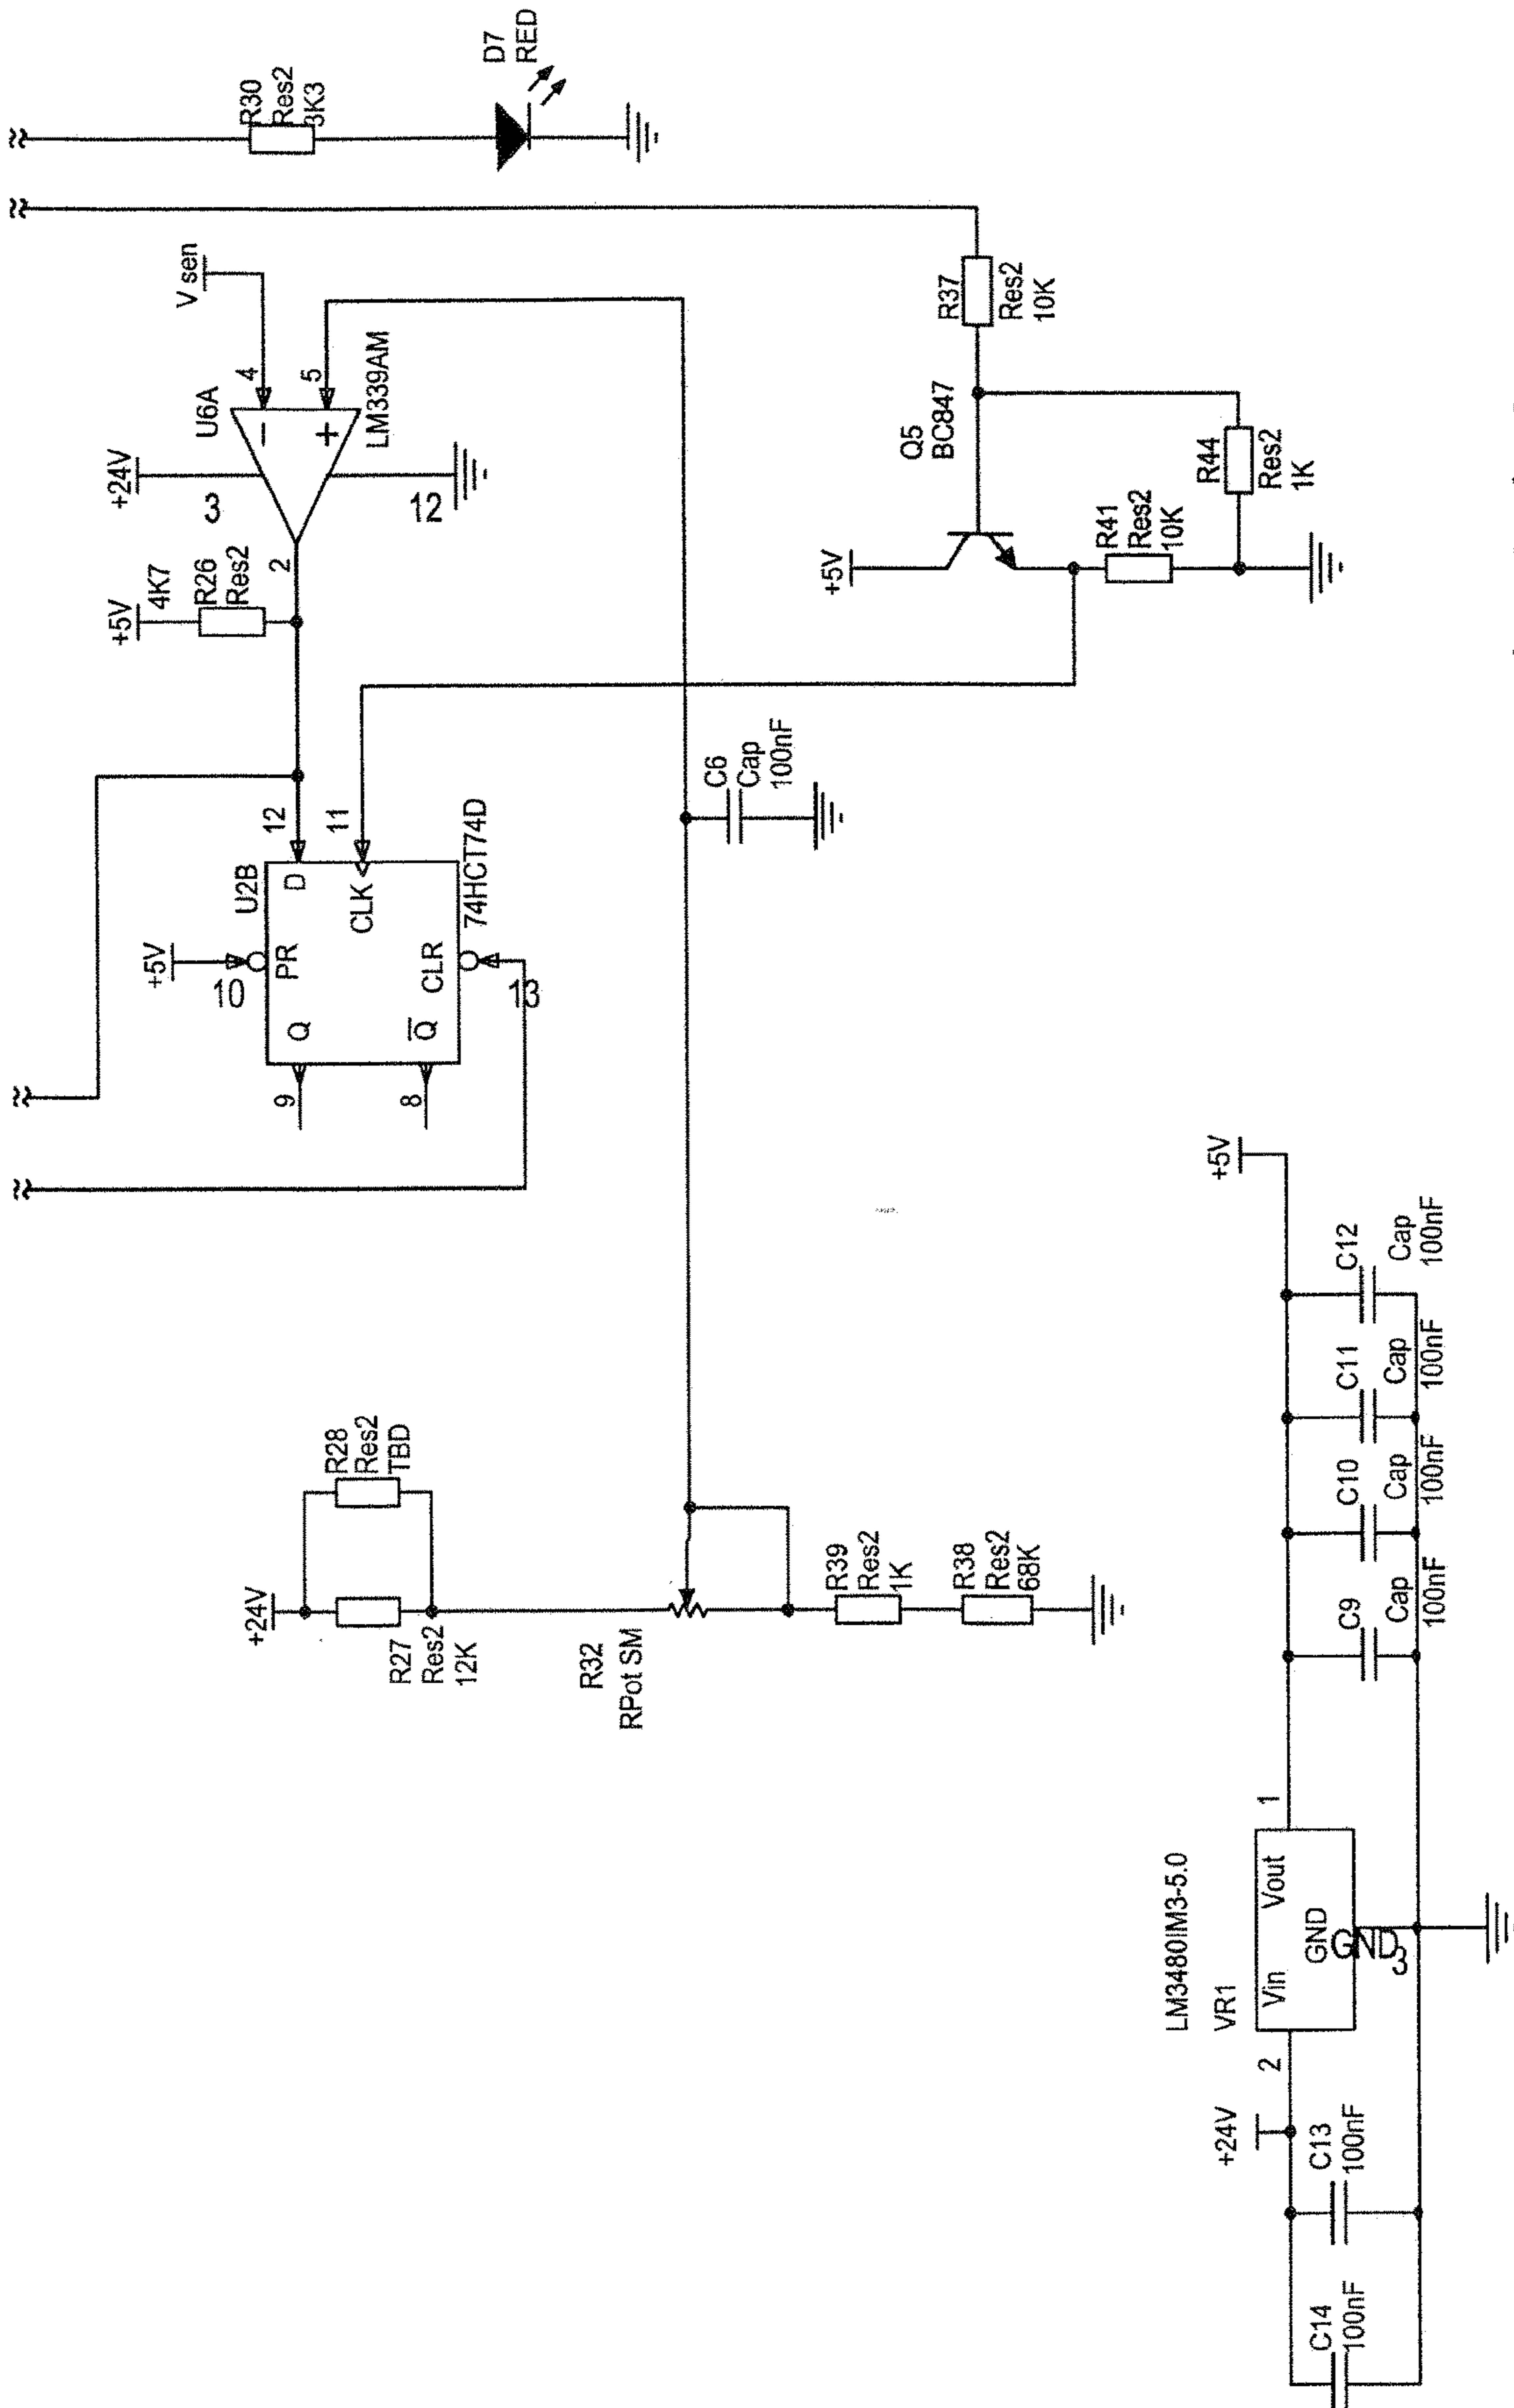 R30
Res2
3K3
D7
RED
V sen
+24V
3
U6A
4
5
−
+
LM339AM
12
+5V
4K7
R26
Res2
2
R37
Res2
10K
Q5
BC847
+5V
R41
Res2
10K
R44
Res2
1K
U2B
12
11
D
CLK
PR
CLR
Q
Q̅
+5V
10
13
9
8
74HCT74D
C6
Cap
100nF
+24V
R28
Res2
TBD
R27
Res2
12K
R32
RPot SM
R39
Res2
1K
R38
Res2
68K
+5V
C12
Cap
100nF
C11
Cap
100nF
C10
Cap
100nF
C9
Cap
100nF
LM3480IM3-5.0
VR1
Vin
Vout
GND
GND
3
1
2
+24V
C13
100nF
C14
100nF